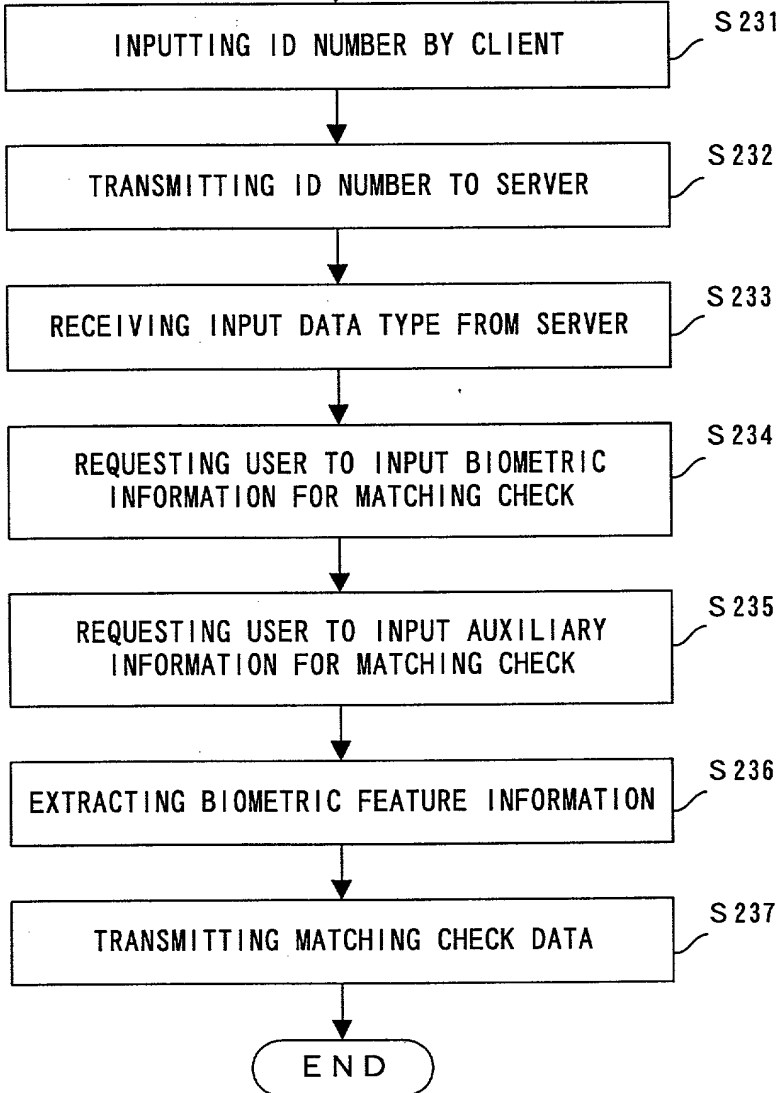 S231
INPUTTING ID NUMBER BY CLIENT
S232
TRANSMITTING ID NUMBER TO SERVER
S233
RECEIVING INPUT DATA TYPE FROM SERVER
S234
REQUESTING USER TO INPUT BIOMETRIC
INFORMATION FOR MATCHING CHECK
S235
REQUESTING USER TO INPUT AUXILIARY
INFORMATION FOR MATCHING CHECK
S236
EXTRACTING BIOMETRIC FEATURE INFORMATION
S237
TRANSMITTING MATCHING CHECK DATA
END